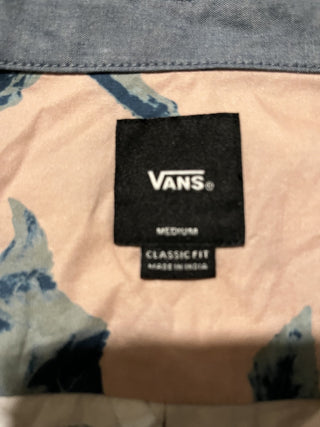 VANS®
MEDIUM
CLASSIC FIT
MADE IN INDIA